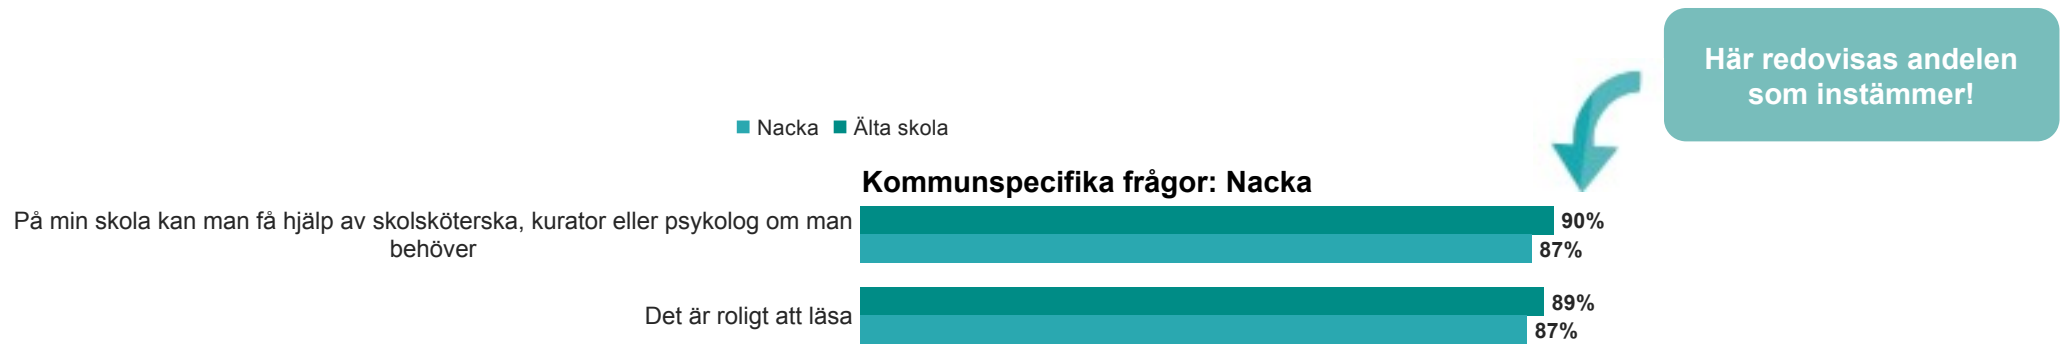 Här redovisas andelen
som instämmer!
Nacka Älta skola
Kommunspecifika frågor: Nacka
På min skola kan man få hjälp av skolsköterska, kurator eller psykolog om man
behöver
90%
87%
Det är roligt att läsa
89%
87%